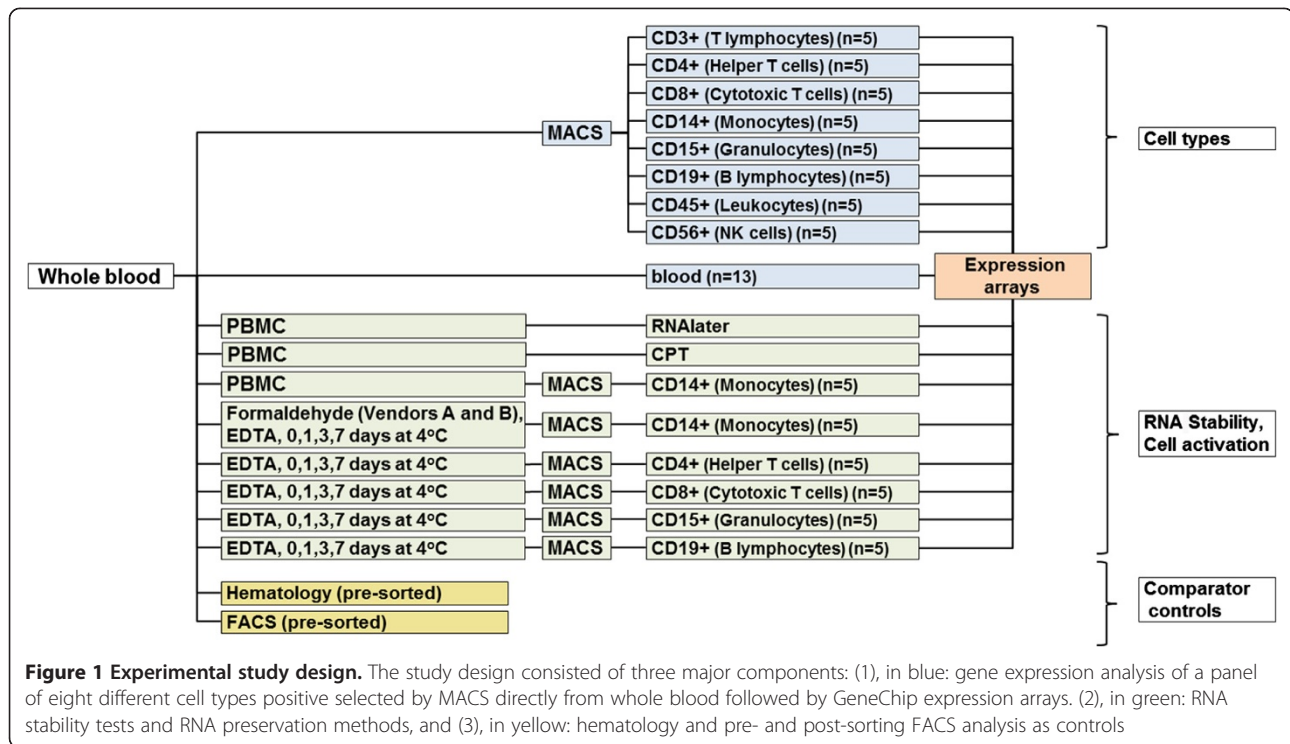 CD3+ (T lymphocytes) (n=5)
CD4+ (Helper T cells) (n=5)
CD8+ (Cytotoxic T cells) (n=5)
MACS
CD14+ (Monocytes) (n=5)
Cell types
CD15+ (Granulocytes) (n=5)
CD19+ (B lymphocytes) (n=5)
CD45+ (Leukocytes) (n=5)
CD56+ (NK cells) (n=5)
Whole blood
blood (n=13)
Expression
arrays
PBMC
RNAlater
PBMC
CPT
PBMC
MACS
CD14+ (Monocytes) (n=5)
Formaldehyde (Vendors A and B),
EDTA, 0,1,3,7 days at 4ºC
MACS
CD14+ (Monocytes) (n=5)
RNA Stability,
Cell activation
EDTA, 0,1,3,7 days at 4ºC
MACS
CD4+ (Helper T cells) (n=5)
EDTA, 0,1,3,7 days at 4ºC
MACS
CD8+ (Cytotoxic T cells) (n=5)
EDTA, 0,1,3,7 days at 4ºC
MACS
CD15+ (Granulocytes) (n=5)
EDTA, 0,1,3,7 days at 4ºC
MACS
CD19+ (B lymphocytes) (n=5)
Hematology (pre-sorted)
FACS (pre-sorted)
Comparator
controls
Figure 1 Experimental study design. The study design consisted of three major components: (1), in blue: gene expression analysis of a panel
of eight different cell types positive selected by MACS directly from whole blood followed by GeneChip expression arrays. (2), in green: RNA
stability tests and RNA preservation methods, and (3), in yellow: hematology and pre- and post-sorting FACS analysis as controls